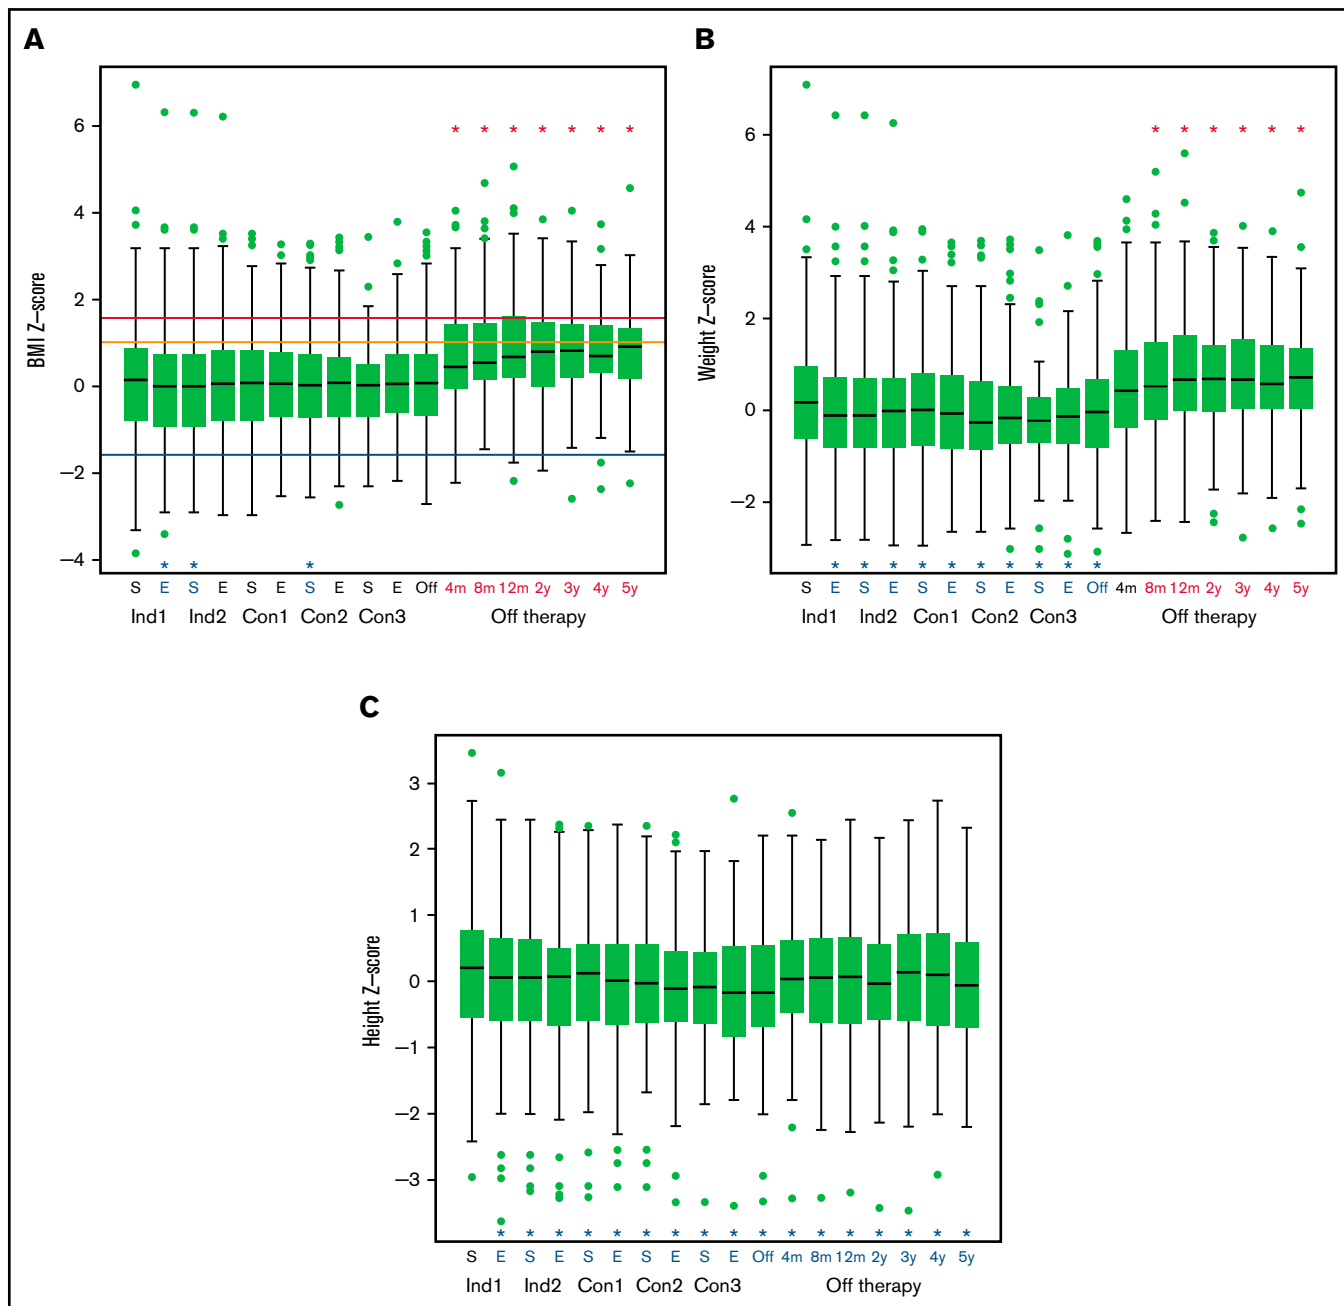 A
BMI Z–score
6
4
2
0
–2
–4
* * * * * * *
* * *
S E S E S E S E S E Off 4m 8m 12m 2y 3y 4y 5y
Ind1 Ind2 Con1 Con2 Con3 Off therapy
B
Weight Z–score
6
4
2
0
–2
* * * * * *
* * * * * * * * * *
S E S E S E S E S E Off 4m 8m 12m 2y 3y 4y 5y
Ind1 Ind2 Con1 Con2 Con3 Off therapy
C
Height Z–score
3
2
1
0
–1
–2
–3
* * * * * * * * * * * * * * * * *
S E S E S E S E S E Off 4m 8m 12m 2y 3y 4y 5y
Ind1 Ind2 Con1 Con2 Con3 Off therapy